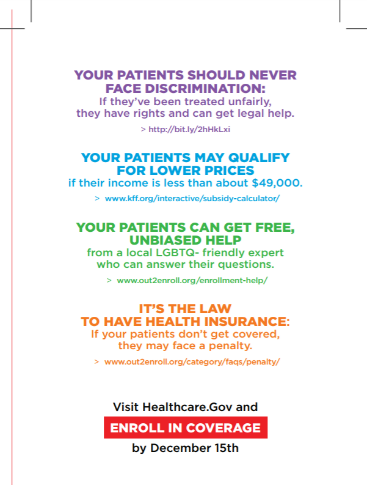 YOUR PATIENTS SHOULD NEVER
FACE DISCRIMINATION:
If they've been treated unfairly,
they have rights and can get legal help.
> http://bit.ly/2hHkLxi
YOUR PATIENTS MAY QUALIFY
FOR LOWER PRICES
if their income is less than about $49,000.
> www.kff.org/interactive/subsidy-calculator/
YOUR PATIENTS CAN GET FREE,
UNBIASED HELP
from a local LGBTQ- friendly expert
who can answer their questions.
> www.out2enroll.org/enrollment-help/
IT'S THE LAW
TO HAVE HEALTH INSURANCE:
If your patients don't get covered,
they may face a penalty.
> www.out2enroll.org/category/faqs/penalty/
Visit Healthcare.Gov and
ENROLL IN COVERAGE
by December 15th